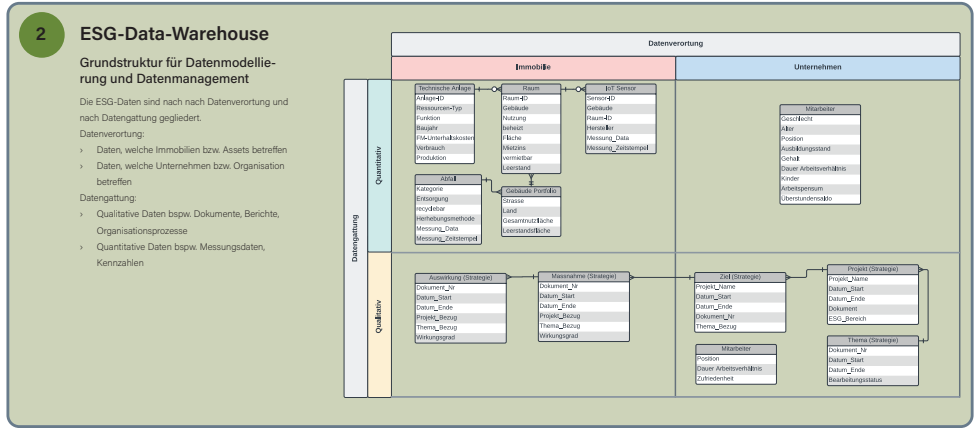 2
ESG-Data-Warehouse
Grundstruktur für Datenmodellie-
rung und Datenmanagement
Die ESG-Daten sind nach nach Datenverortung und
nach Datengattung gegliedert.
Datenverortung:
› Daten, welche Immobilien bzw. Assets betreffen
› Daten, welche Unternehmen bzw. Organisation
betreffen
Datengattung:
› Qualitative Daten bspw. Dokumente, Berichte,
Organisationsprozesse
› Quantitative Daten bspw. Messungsdaten,
Kennzahlen
Datenverortung
Immobilie
Unternehmen
Datengattung
Quantitativ
Technische Anlage
Anlage-ID
Ressourcen-Typ
Funktion
Baujahr
FM-Unterhaltskosten
Verbrauch
Produktion
Raum
Raum-ID
Gebäude
Nutzung
beheizt
Fläche
Mietzins
vermietbar
Leerstand
IoT Sensor
Sensor-ID
Gebäude
Raum-ID
Hersteller
Messung_Data
Messung_Zeitstempel
Abfall
Kategorie
Entsorgung
recyclebar
Herhebungsmethode
Messung_Data
Messung_Zeitstempel
Gebäude Portfolio
Strasse
Land
Gesamtnutzfläche
Leerstandsfläche
Mitarbeiter
Geschlecht
Alter
Position
Ausbildungsstand
Gehalt
Dauer Arbeitsverhältnis
Kinder
Arbeitspensum
Überstundensaldo
Qualitativ
Auswirkung (Strategie)
Dokument_Nr
Datum_Start
Datum_Ende
Projekt_Bezug
Thema_Bezug
Wirkungsgrad
Massnahme (Strategie)
Dokument_Nr
Datum_Start
Datum_Ende
Projekt_Bezug
Thema_Bezug
Wirkungsgrad
Ziel (Strategie)
Projekt_Name
Datum_Start
Datum_Ende
Dokument_Nr
Thema_Bezug
Projekt (Strategie)
Projekt_Name
Datum_Start
Datum_Ende
Dokument
ESG_Bereich
Mitarbeiter
Position
Dauer Arbeitsverhältnis
Zufriedenheit
Thema (Strategie)
Dokument_Nr
Datum_Start
Datum_Ende
Bearbeitungsstatus